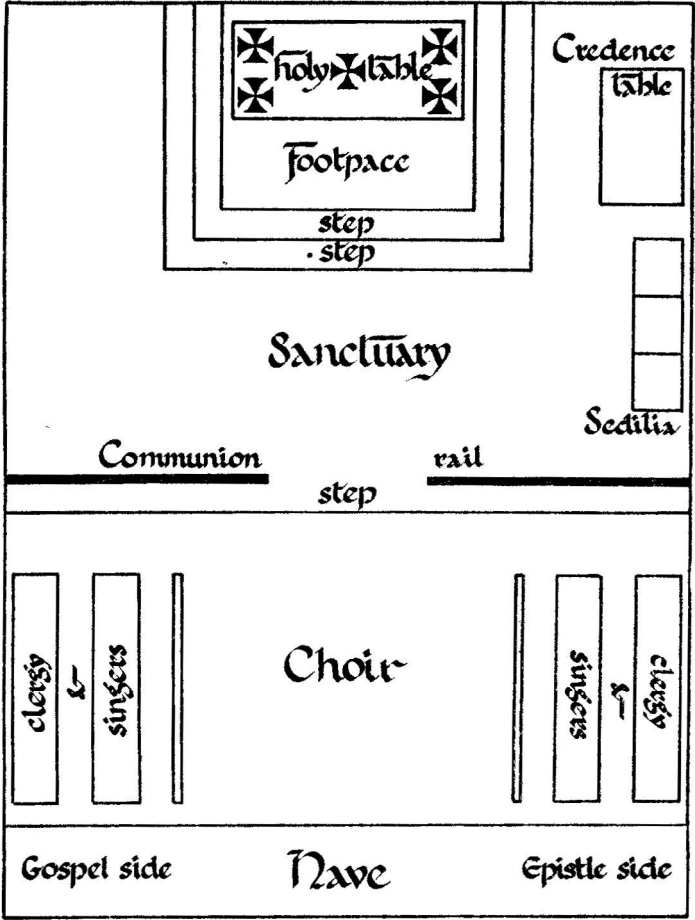 Credence
table
holy table
Footpace
step
step
Sanctuary
Sedilia
Communion rail
step
clergy
&
singers
Choir
singers
&
clergy
Gospel side
Nave
Epistle side